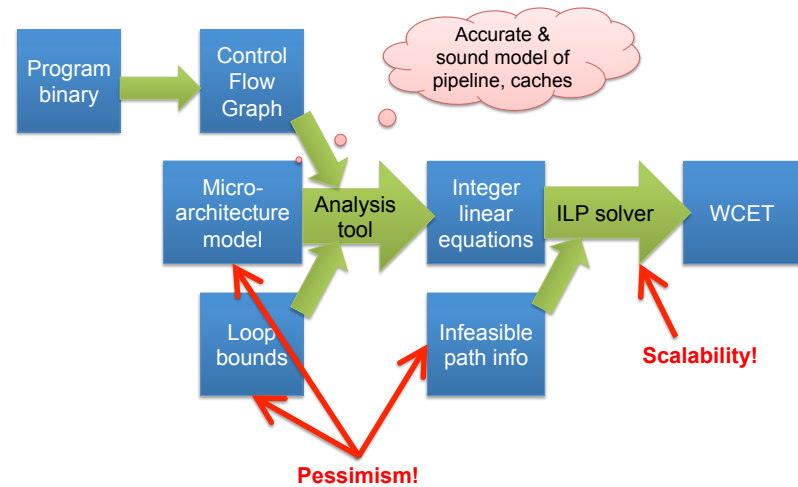 Program
binary
Control
Flow
Graph
Accurate &
sound model of
pipeline, caches
Micro-
architecture
model
Analysis
tool
Integer
linear
equations
ILP solver
WCET
Loop
bounds
Infeasible
path info
Scalability!
Pessimism!